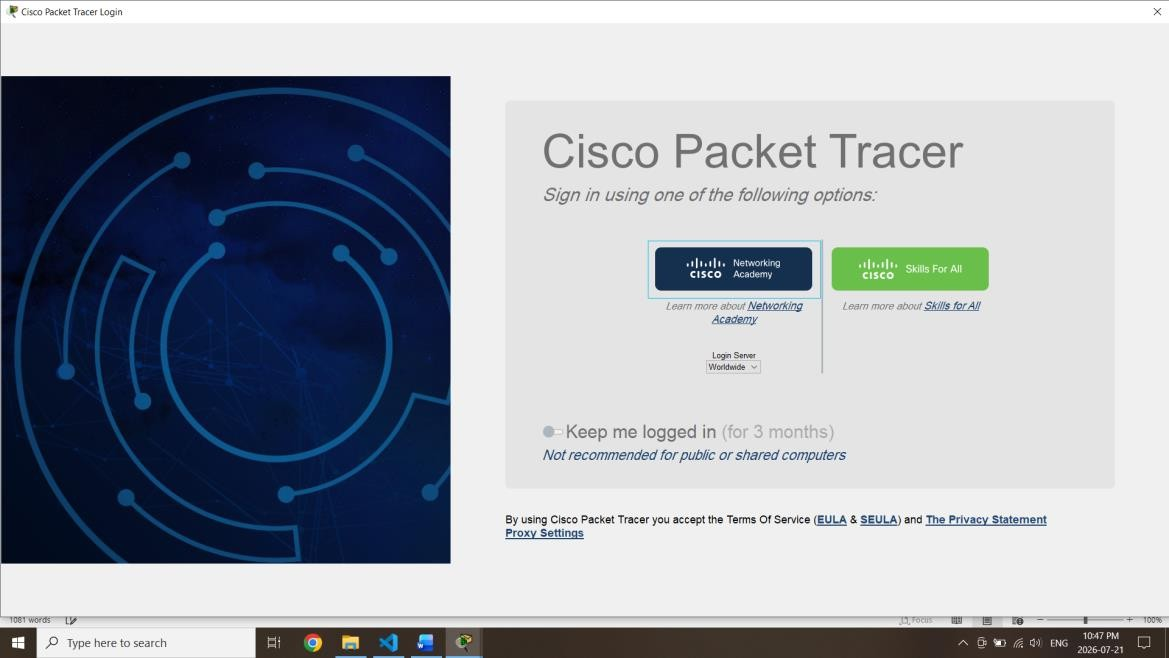 Cisco Packet Tracer Login
Cisco Packet Tracer
Sign in using one of the following options:
CISCO Networking Academy
CISCO Skills For All
Learn more about Networking Academy
Learn more about Skills for All
Login Server
Worldwide
Keep me logged in (for 3 months)
Not recommended for public or shared computers
By using Cisco Packet Tracer you accept the Terms Of Service (EULA & SEULA) and The Privacy Statement
Proxy Settings
1081 words
Focus
100%
Type here to search
ENG
10:47 PM
2026-07-21